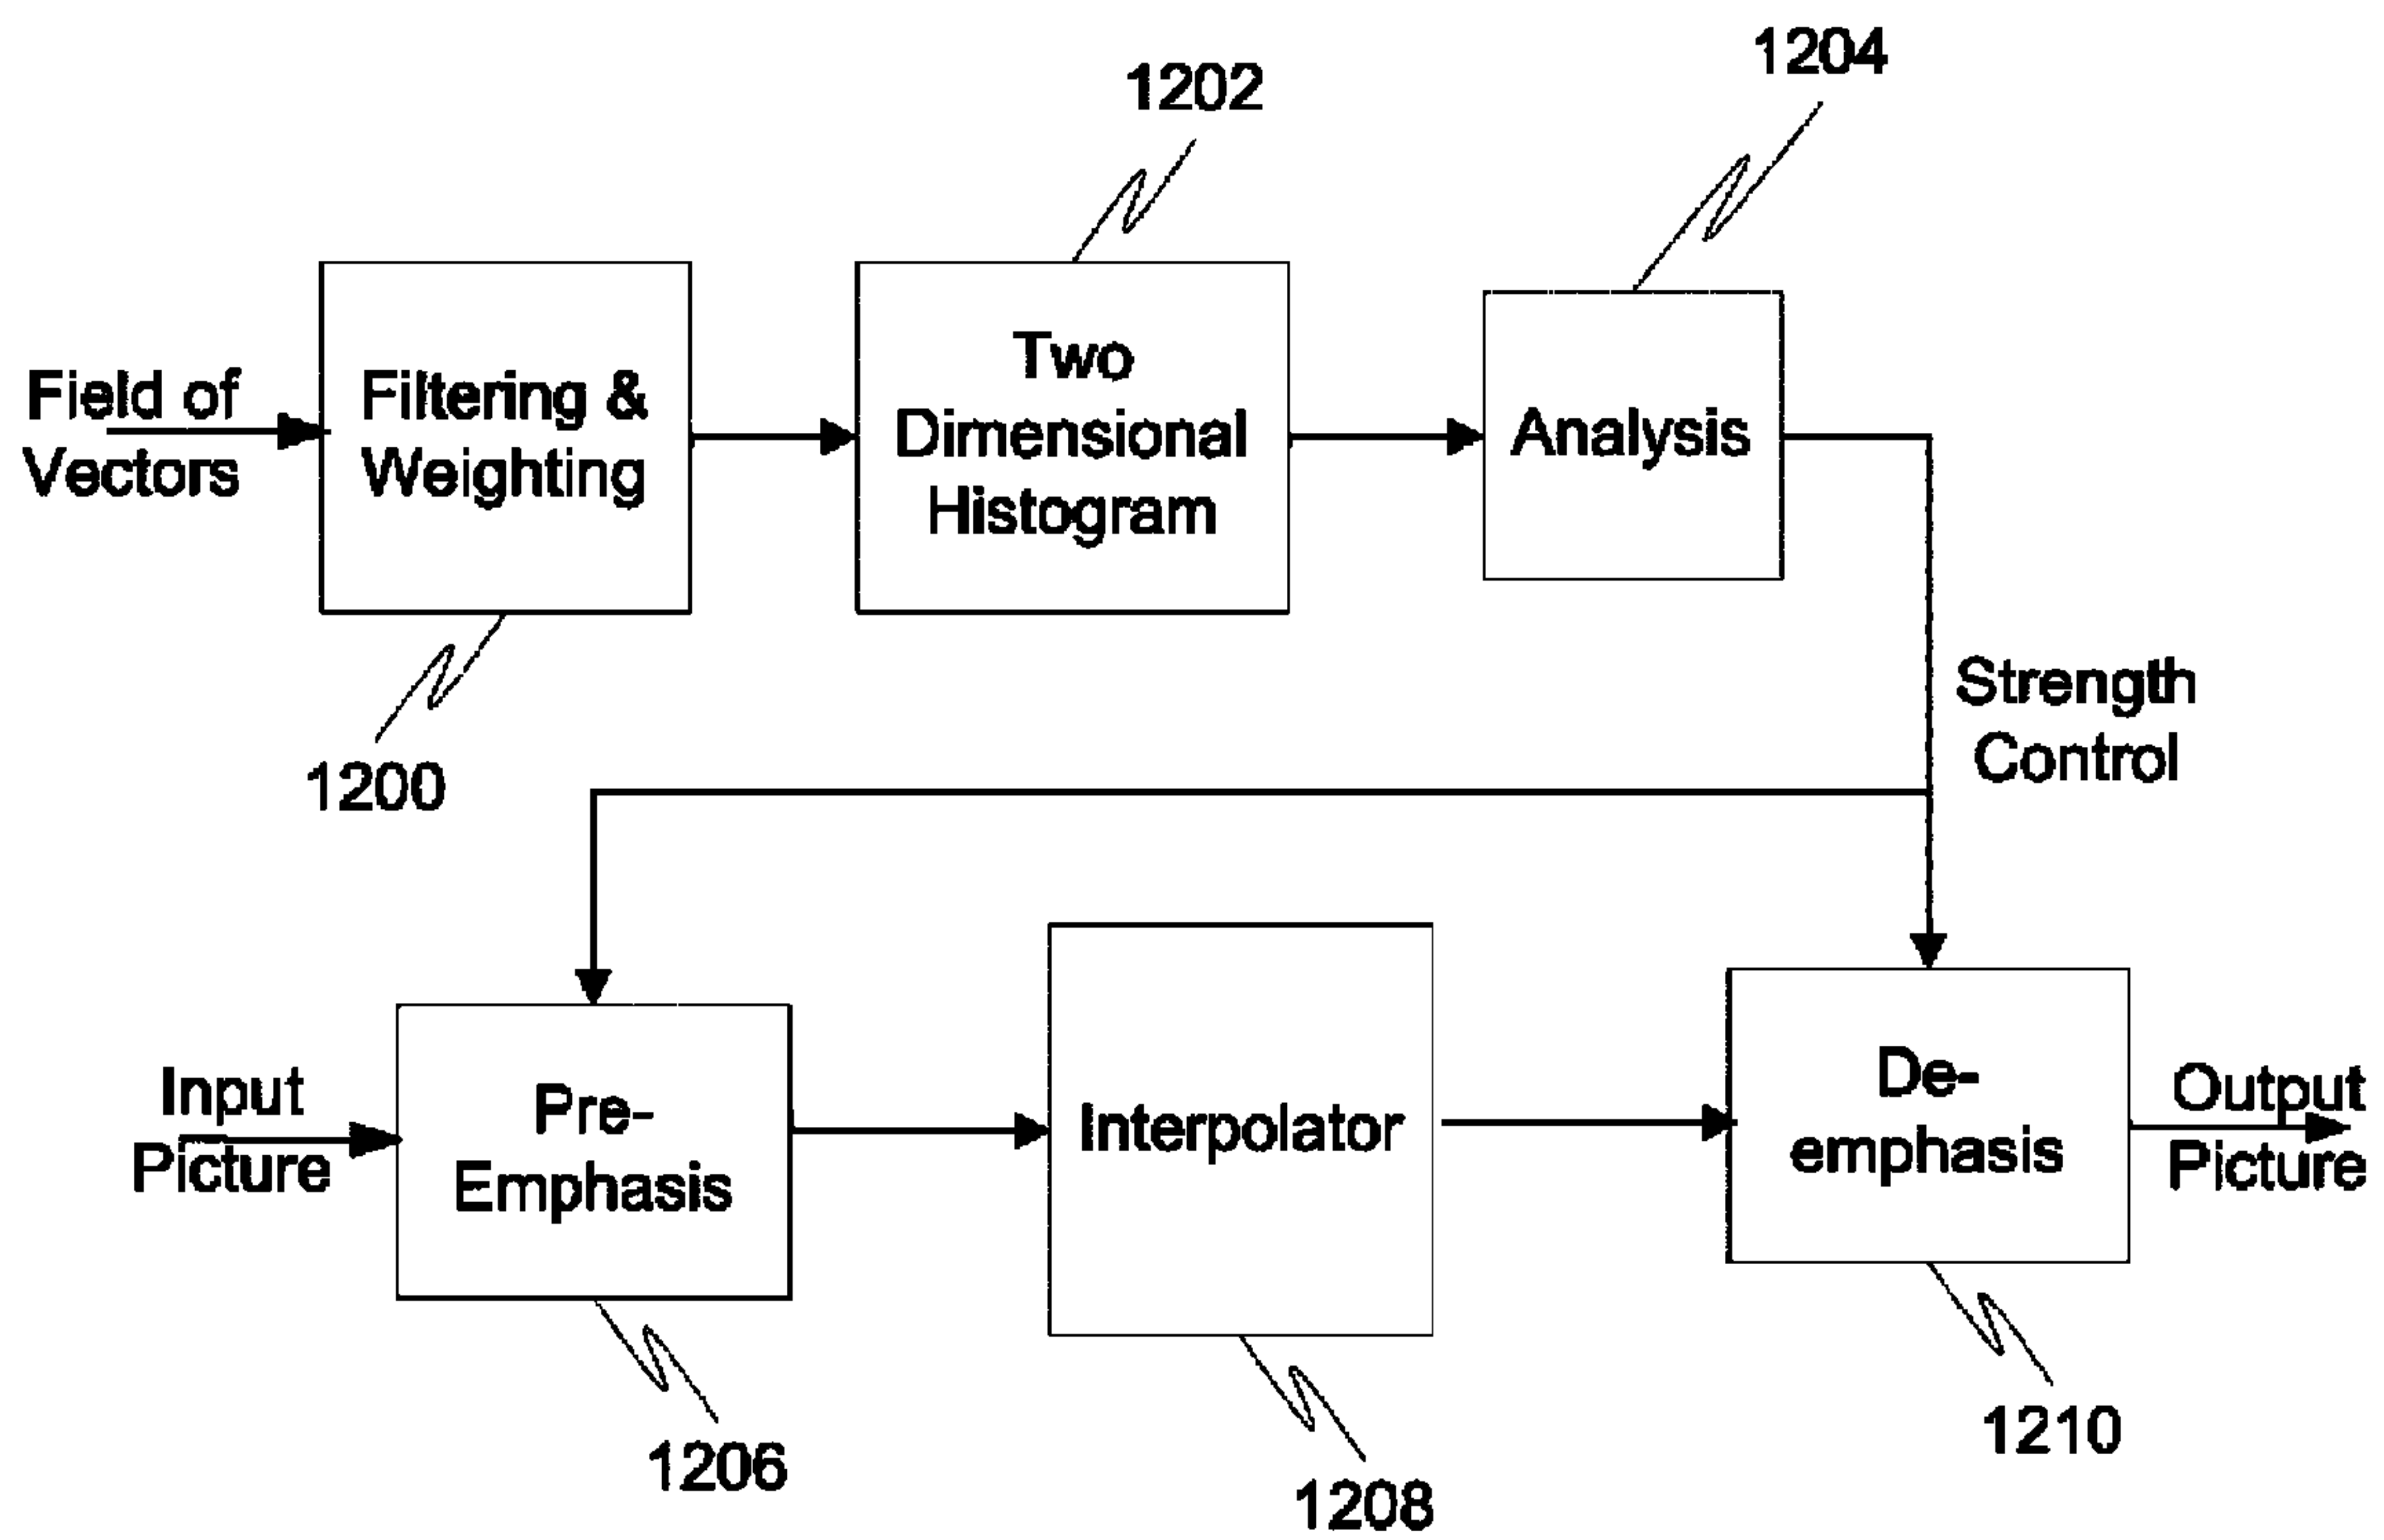 1202
1204
Field of
Vectors
Filtering &
Weighting
Two
Dimensional
Histogram
Analysis
1200
Strength
Control
Input
Picture
Pre-
Emphasis
Interpolator
De-
emphasis
Output
Picture
1206
1208
1210